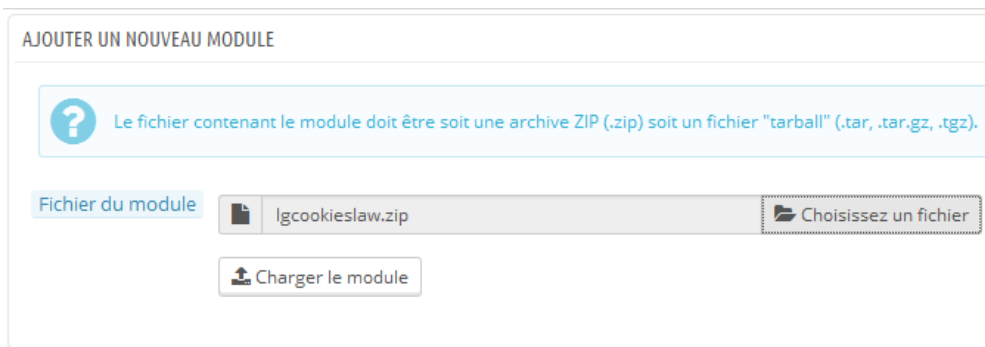 AJOUTER UN NOUVEAU MODULE
? Le fichier contenant le module doit être soit une archive ZIP (.zip) soit un fichier "tarball" (.tar, .tar.gz, .tgz).
Fichier du module lgcookieslaw.zip Choisissez un fichier
Charger le module